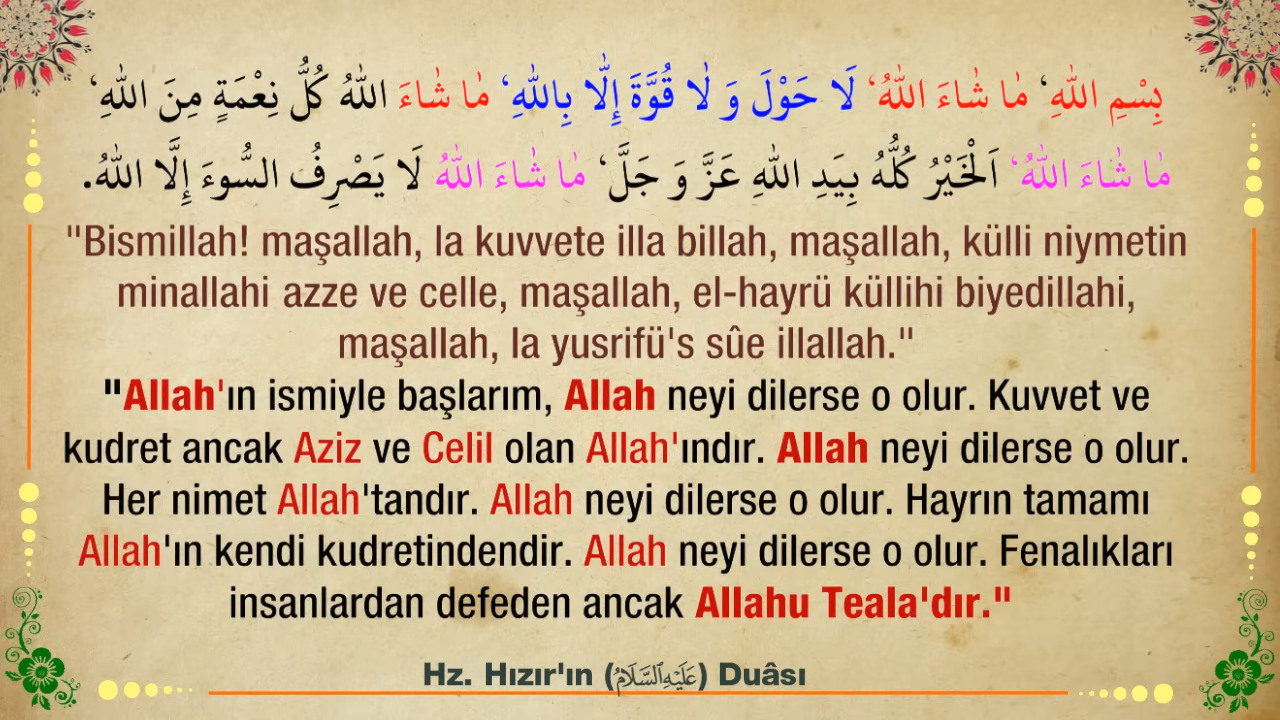 بِسْمِ اللهِ، مٰا شٰاءَ اللهُ، لَا حَوْلَ وَ لٰا قُوَّةَ إِلّٰا بِاللهِ، مٰا شٰاءَ اللهُ كُلُّ نِعْمَةٍ مِنَ اللهِ،
مٰا شٰاءَ اللهُ، اَلْخَيْرُ كُلُّهُ بِيَدِ اللهِ عَزَّ وَ جَلَّ، مٰا شٰاءَ اللهُ لَا يَصْرِفُ السُّوءَ إِلَّا اللهُ.
"Bismillah! maşallah, la kuvvete illa billah, maşallah, külli niymetin
minallahi azze ve celle, maşallah, el-hayrü küllihi biyedillahi,
maşallah, la yusrifü's sûe illallah."
"Allah'ın ismiyle başlarım, Allah neyi dilerse o olur. Kuvvet ve
kudret ancak Aziz ve Celil olan Allah'ındır. Allah neyi dilerse o olur.
Her nimet Allah'tandır. Allah neyi dilerse o olur. Hayrın tamamı
Allah'ın kendi kudretindendir. Allah neyi dilerse o olur. Fenalıkları
insanlardan defeden ancak Allahu Teala'dır."
Hz. Hızır'ın (عَلَيْهِ السَّلَامُ) Duâsı